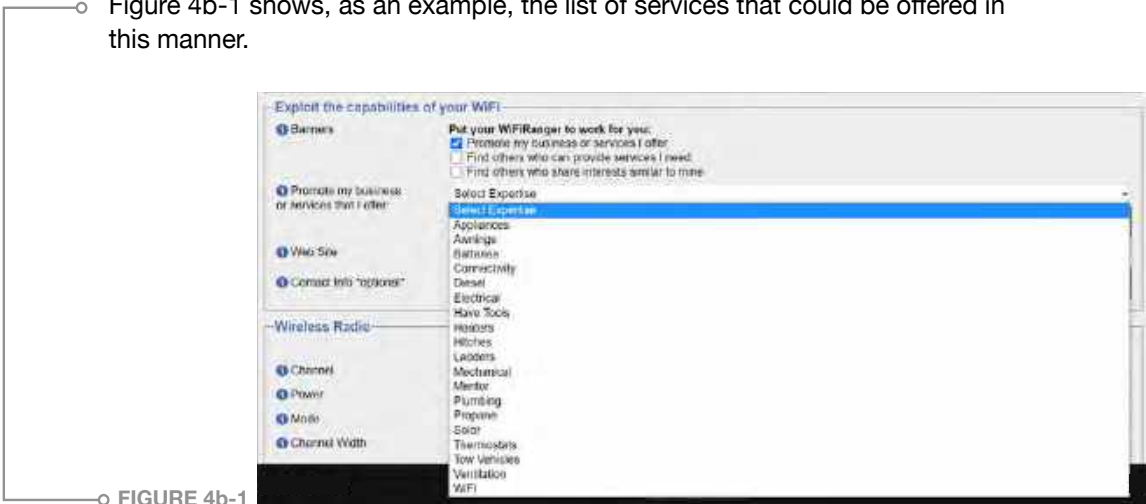 Figure 4b-1 shows, as an example, the list of services that could be offered in
this manner.
Exploit the capabilities of your WiFi
Banners
Put your WiFiRanger to work for you:
Promote my business or services I offer
Find others who can provide services I need
Find others who share interests similar to mine
Promote my business
or services that I offer
Select Expertise
Select Expertise
Appliances
Awnings
Batteries
Web Site
Connectivity
Diesel
Contact Info "optional"
Electrical
Have Tools
Heaters
Wireless Radio
Hitches
Ladders
Channel
Mechanical
Mentor
Power
Plumbing
Propane
Mode
Solar
Thermostats
Channel Width
Tow Vehicles
Ventilation
WiFi
FIGURE 4b-1